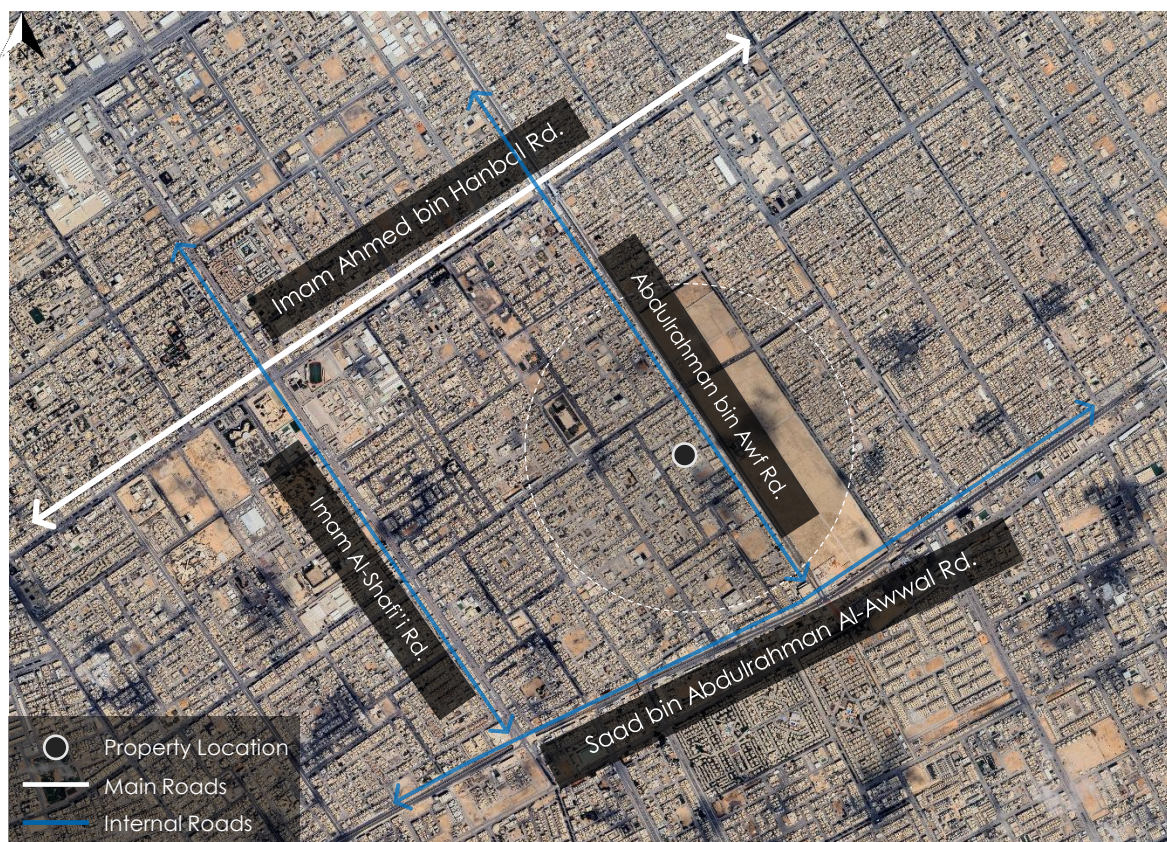 Imam Ahmed bin Hanbal Rd.
Abdulrahman bin Awf Rd.
Imam Al-Shafi'i Rd.
Saad bin Abdulrahman Al-Awwal Rd.
Property Location
Main Roads
Internal Roads